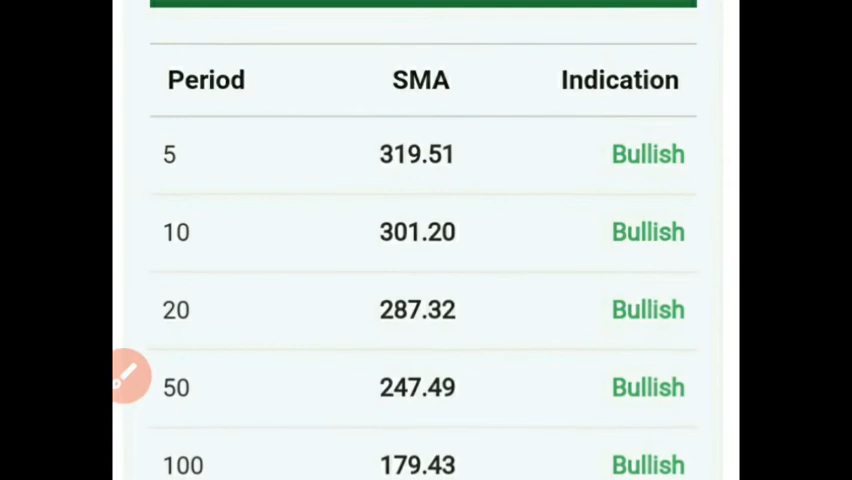 Period SMA Indication
5 319.51 Bullish
10 301.20 Bullish
20 287.32 Bullish
50 247.49 Bullish
100 179.43 Bullish